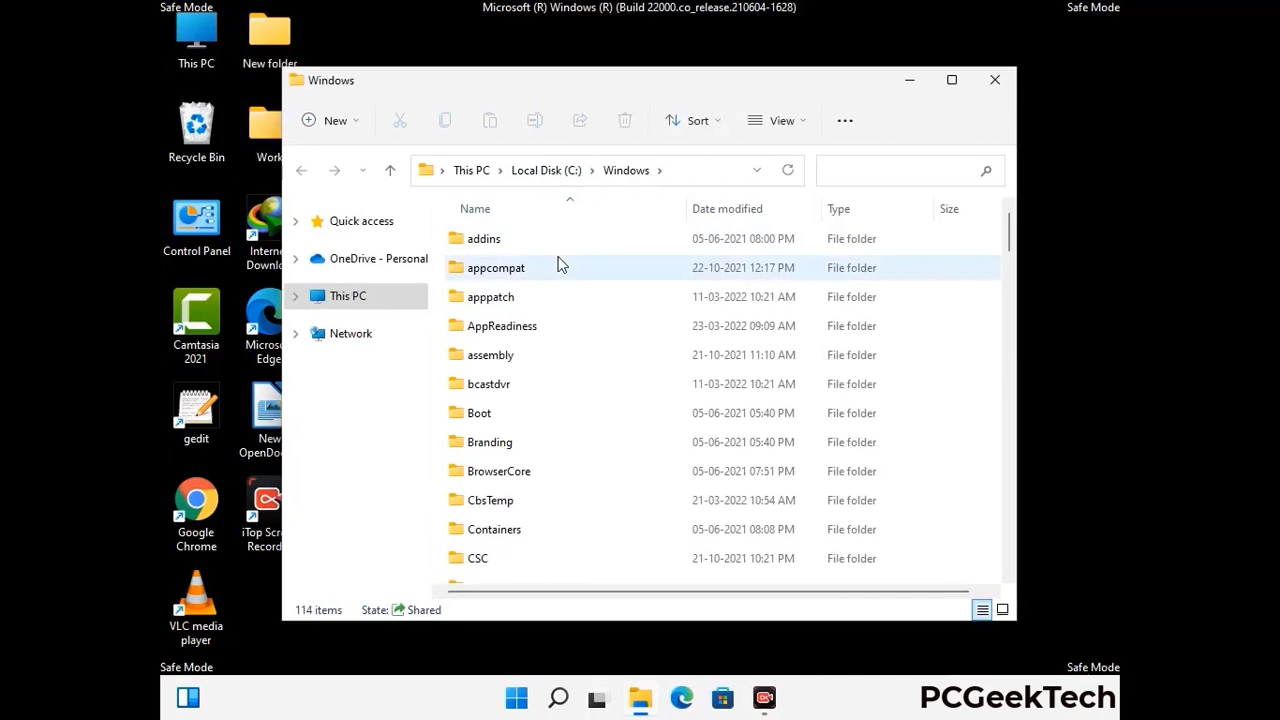 Safe Mode
Microsoft (R) Windows (R) (Build 22000.co_release.210604-1628)
Safe Mode
This PC
New folder
Recycle Bin
Work
Control Panel
Internet
Downlo
Camtasia
2021
Micros
Edge
gedit
New
OpenDoc
Google
Chrome
iTop Scr
Record
VLC media
player
Windows
New
Sort
View
This PC
Local Disk (C:)
Windows
Quick access
OneDrive - Personal
This PC
Network
Name Date modified Type Size
addins 05-06-2021 08:00 PM File folder
appcompat 22-10-2021 12:17 PM File folder
apppatch 11-03-2022 10:21 AM File folder
AppReadiness 23-03-2022 09:09 AM File folder
assembly 21-10-2021 11:10 AM File folder
bcastdvr 11-03-2022 10:21 AM File folder
Boot 05-06-2021 05:40 PM File folder
Branding 05-06-2021 05:40 PM File folder
BrowserCore 05-06-2021 07:51 PM File folder
CbsTemp 21-03-2022 10:54 AM File folder
Containers 05-06-2021 08:08 PM File folder
CSC 21-10-2021 10:21 PM File folder
114 items State: Shared
Safe Mode
Safe Mode
PCGeekTech